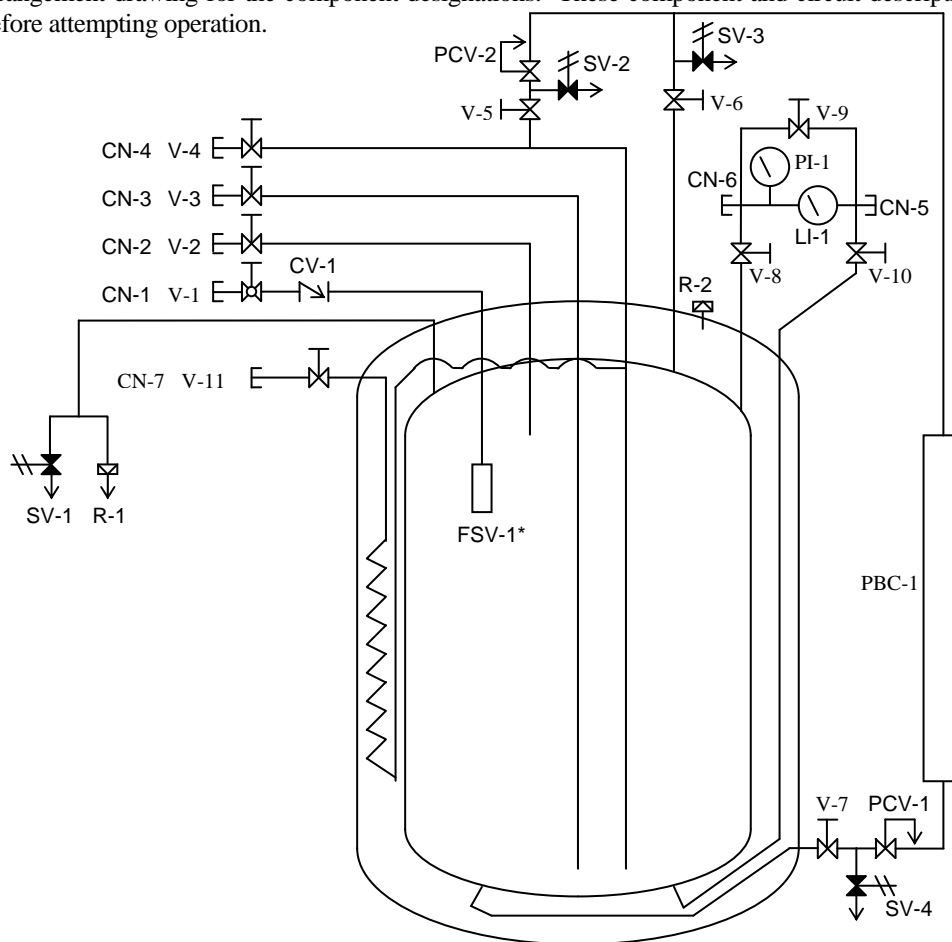 rangement drawing for the component designations. These component and circuit descrip
efore attempting operation.
PCV-2
SV-2
SV-3
V-5
V-6
V-9
CN-4 V-4
PI-1
CN-6
CN-3 V-3
CN-5
LI-1
CN-2 V-2
CV-1
V-8
V-10
CN-1 V-1
R-2
CN-7 V-11
SV-1
R-1
FSV-1*
PBC-1
V-7
PCV-1
SV-4